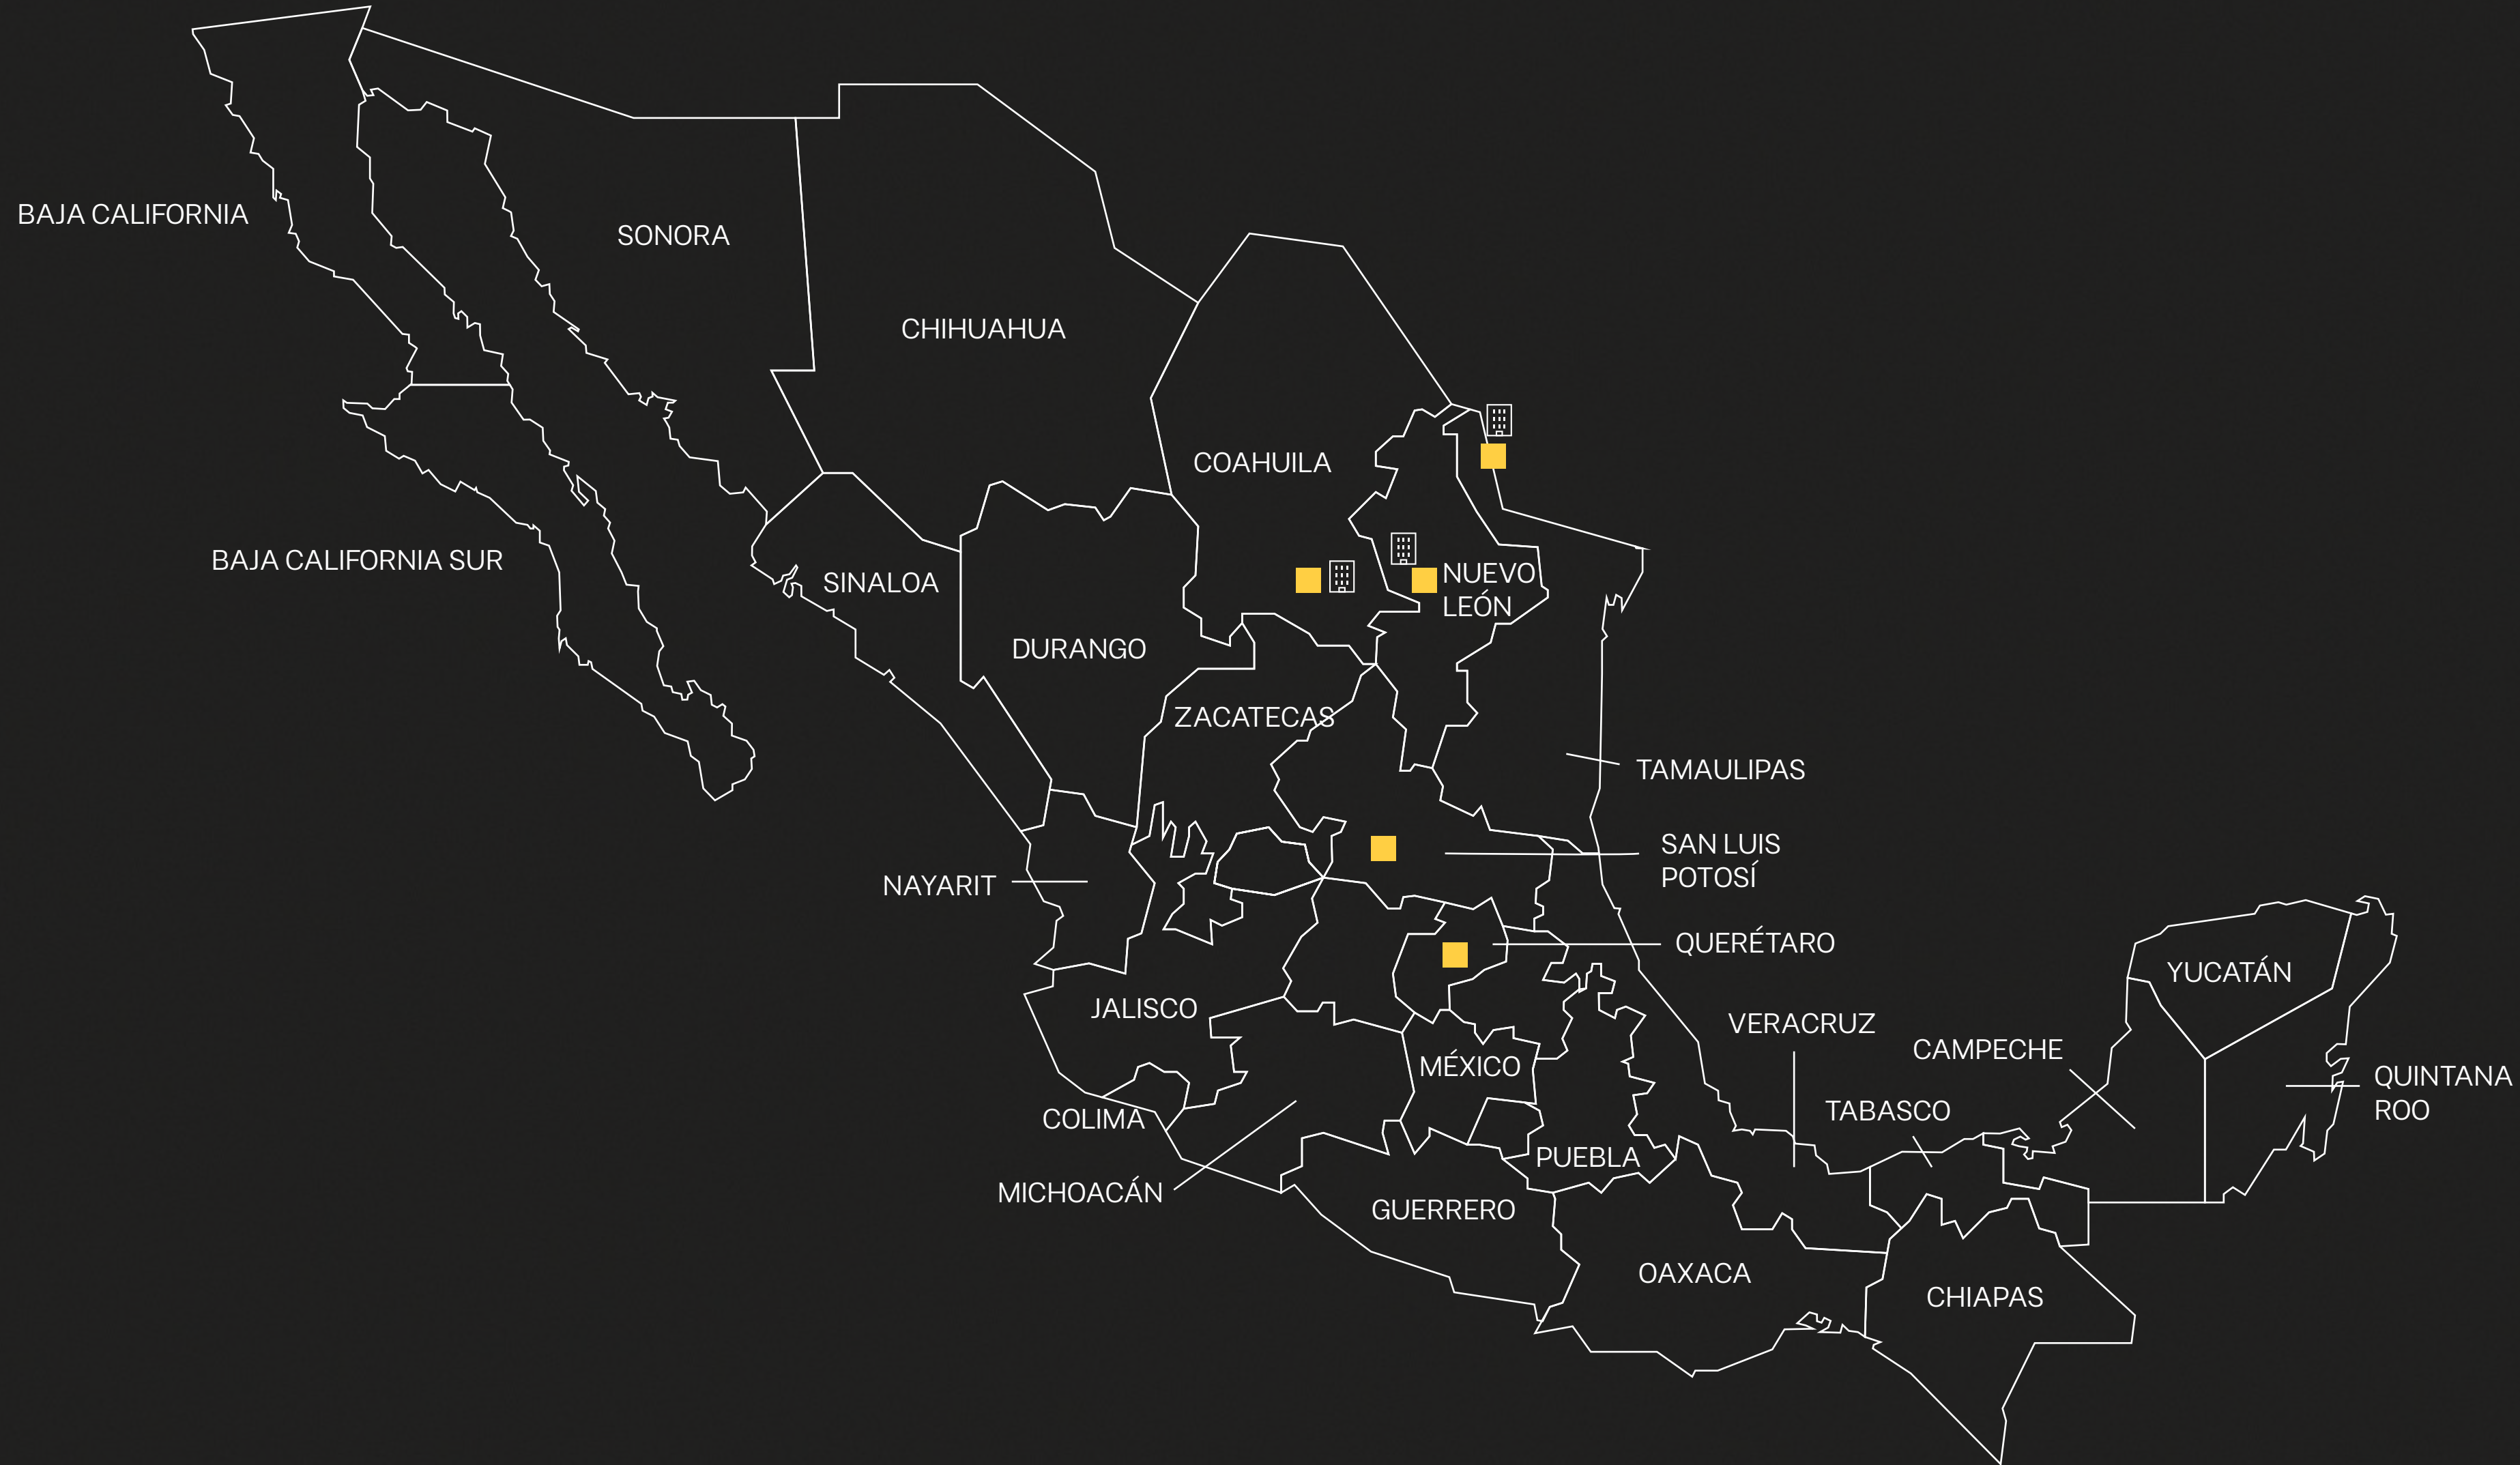 BAJA CALIFORNIA
SONORA
CHIHUAHUA
COAHUILA
BAJA CALIFORNIA SUR
SINALOA
NUEVO
LEÓN
DURANGO
ZACATECAS
TAMAULIPAS
SAN LUIS
POTOSÍ
NAYARIT
QUERÉTARO
YUCATÁN
JALISCO
VERACRUZ
CAMPECHE
MÉXICO
QUINTANA
ROO
TABASCO
COLIMA
PUEBLA
MICHOACÁN
GUERRERO
OAXACA
CHIAPAS